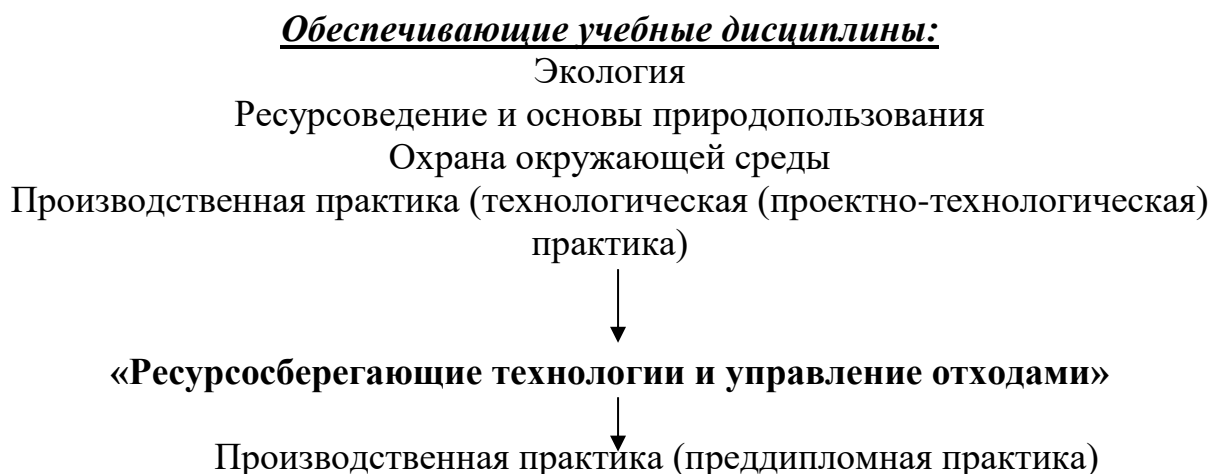 Обеспечивающие учебные дисциплины:
Экология
Ресурсоведение и основы природопользования
Охрана окружающей среды
Производственная практика (технологическая (проектно-технологическая)
практика)
«Ресурсосберегающие технологии и управление отходами»
Производственная практика (преддипломная практика)